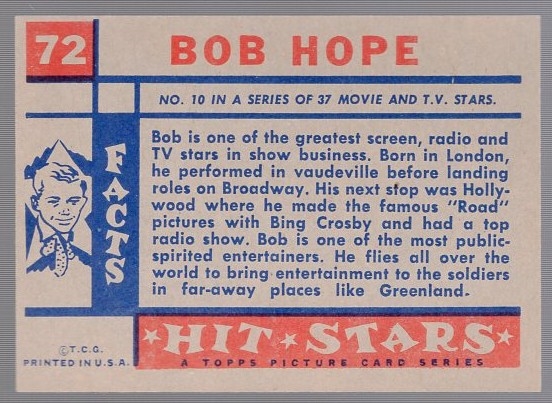 72
BOB HOPE
NO. 10 IN A SERIES OF 37 MOVIE AND T.V. STARS.
FACTS
Bob is one of the greatest screen, radio and
TV stars in show business. Born in London,
he performed in vaudeville before landing
roles on Broadway. His next stop was Holly-
wood where he made the famous "Road"
pictures with Bing Crosby and had a top
radio show. Bob is one of the most public-
spirited entertainers. He flies all over the
world to bring entertainment to the soldiers
in far-away places like Greenland.
HIT STARS
A TOPPS PICTURE CARD SERIES
©T.C.G.
PRINTED IN U.S.A.